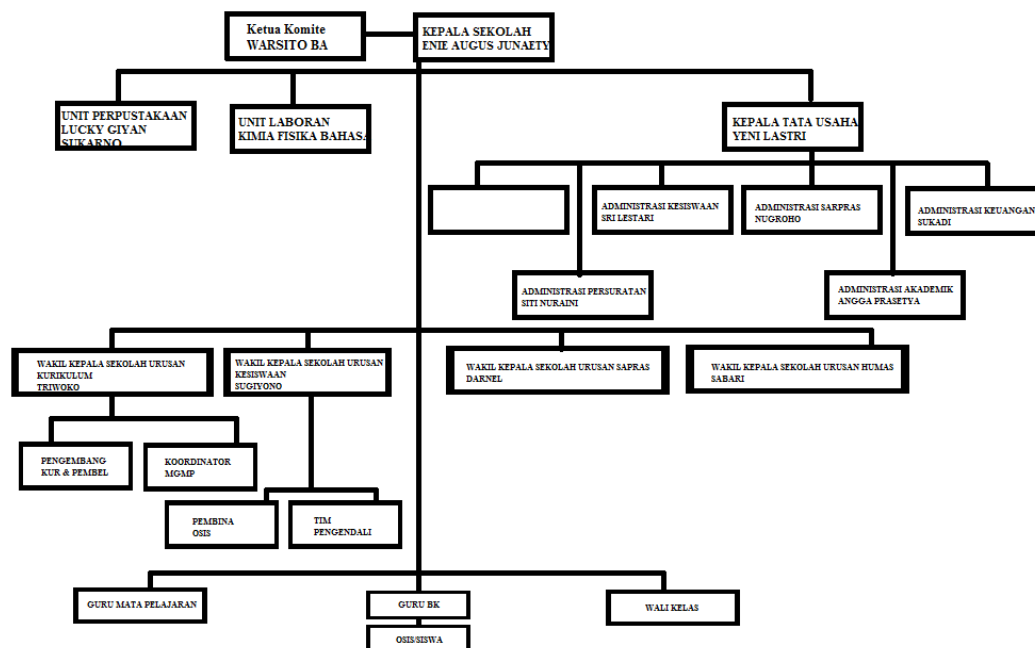 Ketua Komite
WARSITO BA
KEPALA SEKOLAH
ENIE AUGUS JUNAETY
UNIT PERPUSTAKAAN
LUCKY GIYAN
SUKARNO
UNIT LABORAN
KIMIA FISIKA BAHASA
KEPALA TATA USAHA
YENI LASTRI
ADMINISTRASI KESISWAAN
SRI LESTARI
ADMINISTRASI SARPRAS
NUGROHO
ADMINISTRASI KEUANGAN
SUKADI
ADMINISTRASI PERSURATAN
SITI NURAINI
ADMINISTRASI AKADEMIK
ANGGA PRASETYA
WAKIL KEPALA SEKOLAH URUSAN
KURIKULUM
TRIWOKO
WAKIL KEPALA SEKOLAH URUSAN
KESISWAAN
SUGIYONO
WAKIL KEPALA SEKOLAH URUSAN SAPRAS
DARNEL
WAKIL KEPALA SEKOLAH URUSAN HUMAS
SABARI
PENGEMBANG
KUR & PEMBEL
KOORDINATOR
MGMP
PEMBINA
OSIS
TIM
PENGENDALI
GURU MATA PELAJARAN
GURU BK
WALI KELAS
OSIS/SISWA